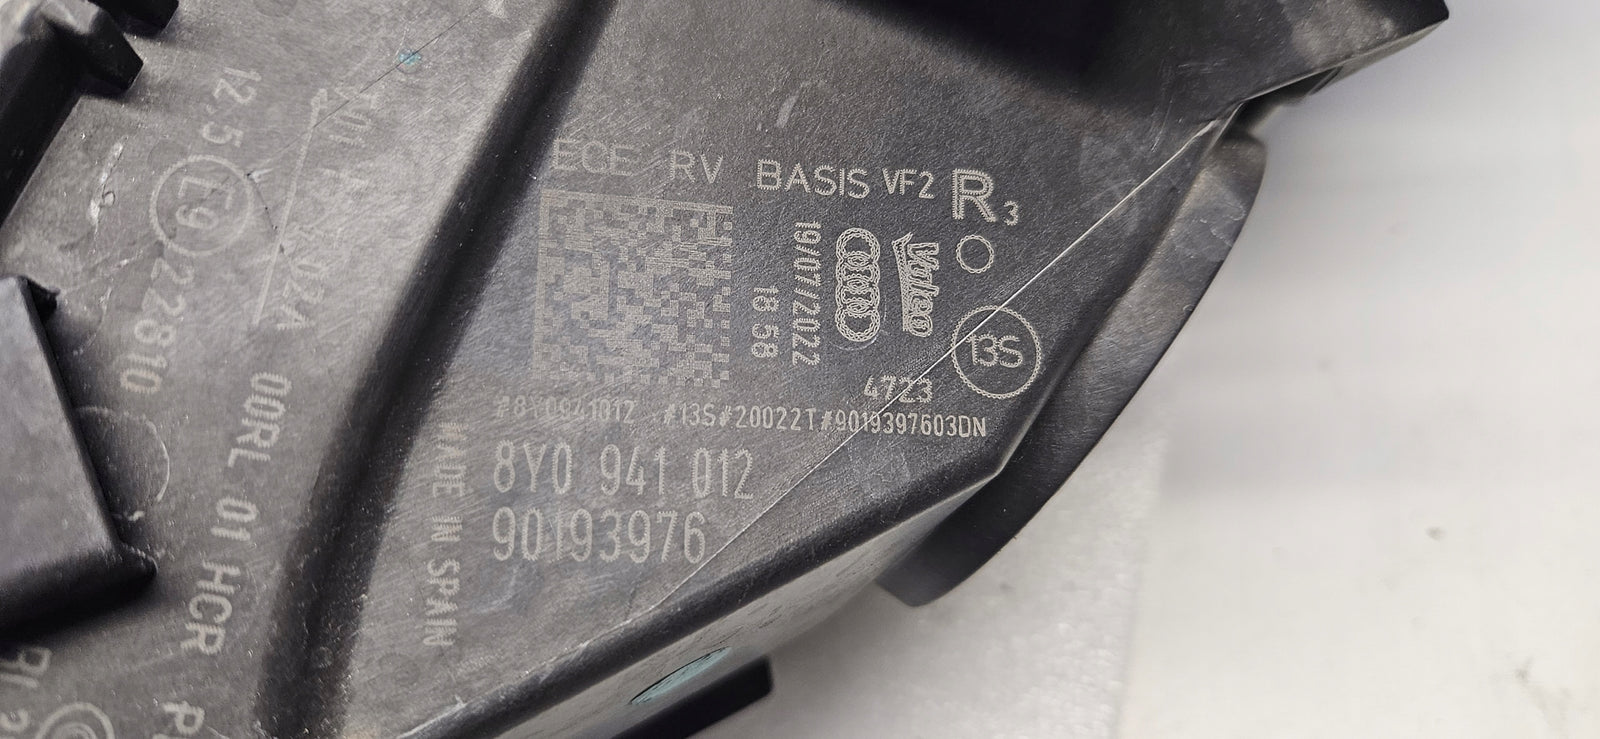 ECE RV BASIS VF2 R3
19/07/2022
18 58
Valeo
13S
4723
#8Y0941012 #13S#20022T#9019397603DN
8Y0 941 012
90193976
MADE IN SPAIN
12,5 E9 22810
02A 00RL 01 HCR